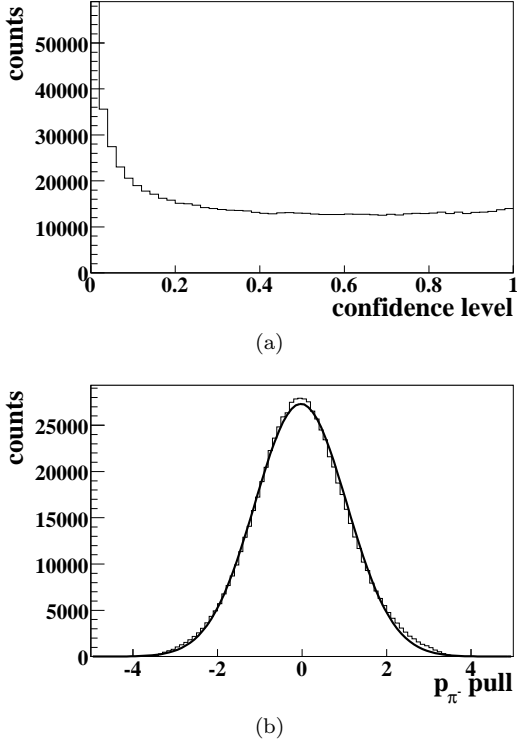 counts
50000
40000
30000
20000
10000
0
0 0.2 0.4 0.6 0.8 1
confidence level
(a)
counts
25000
20000
15000
10000
5000
0
-4 -2 0 2 4
pπ- pull
(b)